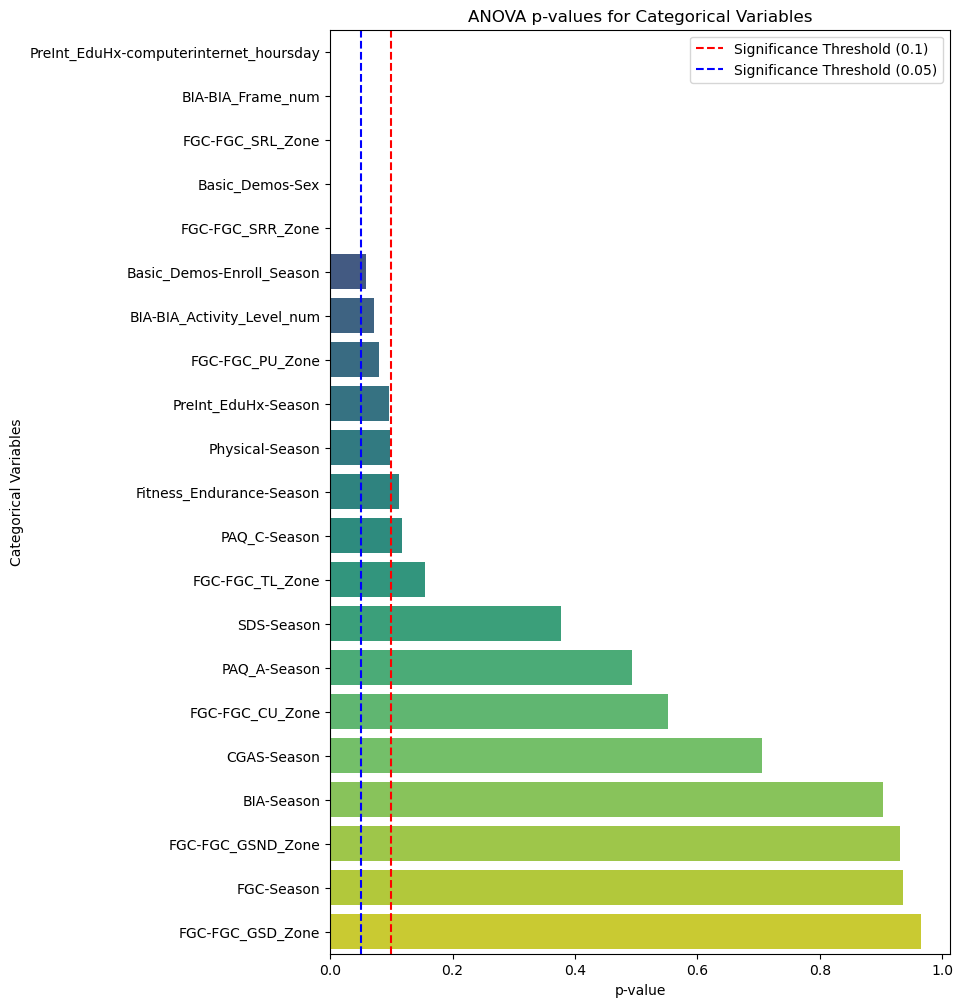 ANOVA p-values for Categorical Variables
Significance Threshold (0.1)
Significance Threshold (0.05)
Categorical Variables
PreInt_EduHx-computerinternet_hoursday
BIA-BIA_Frame_num
FGC-FGC_SRL_Zone
Basic_Demos-Sex
FGC-FGC_SRR_Zone
Basic_Demos-Enroll_Season
BIA-BIA_Activity_Level_num
FGC-FGC_PU_Zone
PreInt_EduHx-Season
Physical-Season
Fitness_Endurance-Season
PAQ_C-Season
FGC-FGC_TL_Zone
SDS-Season
PAQ_A-Season
FGC-FGC_CU_Zone
CGAS-Season
BIA-Season
FGC-FGC_GSND_Zone
FGC-Season
FGC-FGC_GSD_Zone
0.0 0.2 0.4 0.6 0.8 1.0
p-value